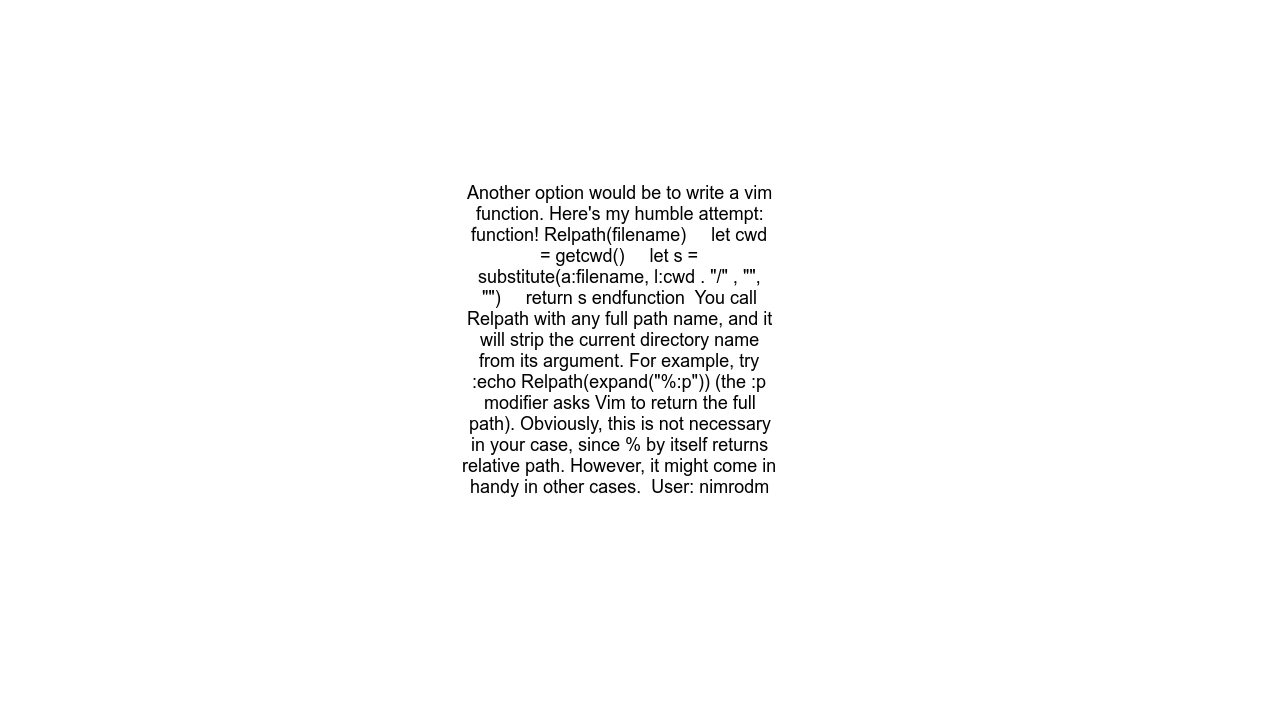 Another option would be to write a vim
function. Here's my humble attempt:
function! Relpath(filename)     let cwd
= getcwd()     let s =
substitute(a:filename, l:cwd . "/" , "",
"")     return s endfunction  You call
Relpath with any full path name, and it
will strip the current directory name
from its argument. For example, try
:echo Relpath(expand("%:p")) (the :p
modifier asks Vim to return the full
path). Obviously, this is not necessary
in your case, since % by itself returns
relative path. However, it might come in
handy in other cases.  User: nimrodm